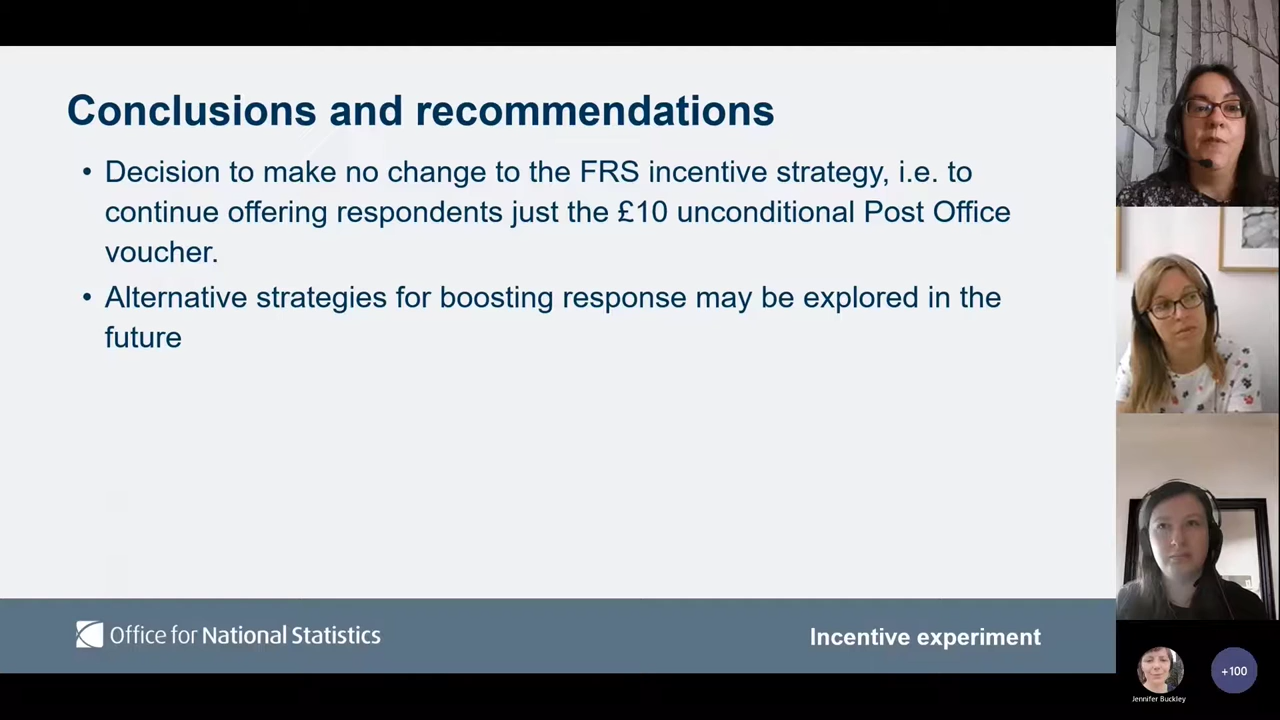 Conclusions and recommendations
• Decision to make no change to the FRS incentive strategy, i.e. to
continue offering respondents just the £10 unconditional Post Office
voucher.
• Alternative strategies for boosting response may be explored in the
future
Office for National Statistics
Incentive experiment
Jennifer Buckley
+100